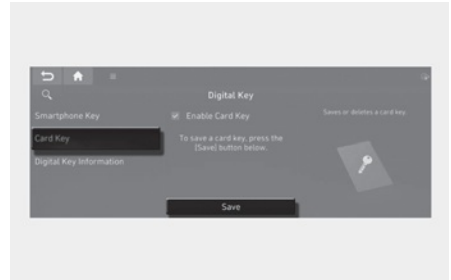 Digital Key
Smartphone Key
Card Key
Digital Key Information
Enable Card Key
To save a card key, press the
[Save] button below.
Saves or deletes a card key.
Save